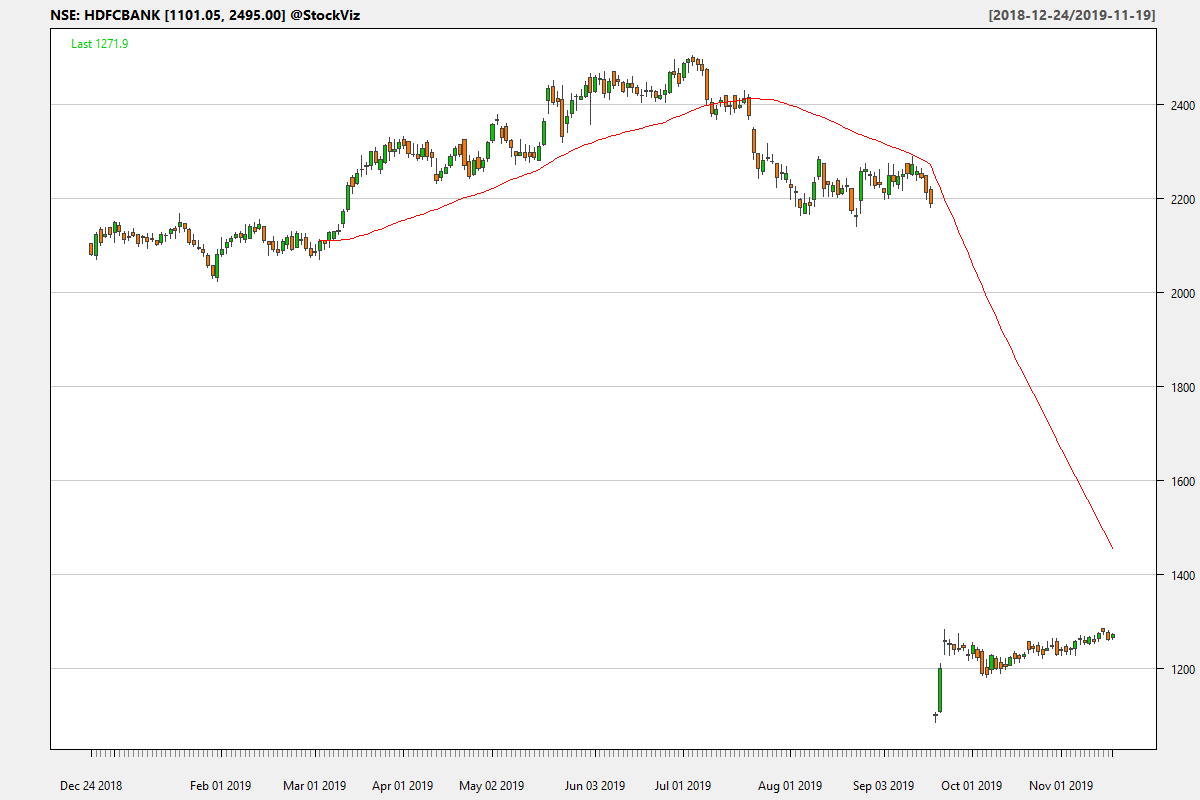 NSE: HDFCBANK [1101.05, 2495.00] @StockViz [2018-12-24/2019-11-19]
Last 1271.9
2400
2200
2000
1800
1600
1400
1200
Dec 24 2018 Feb 01 2019 Mar 01 2019 Apr 01 2019 May 02 2019 Jun 03 2019 Jul 01 2019 Aug 01 2019 Sep 03 2019 Oct 01 2019 Nov 01 2019